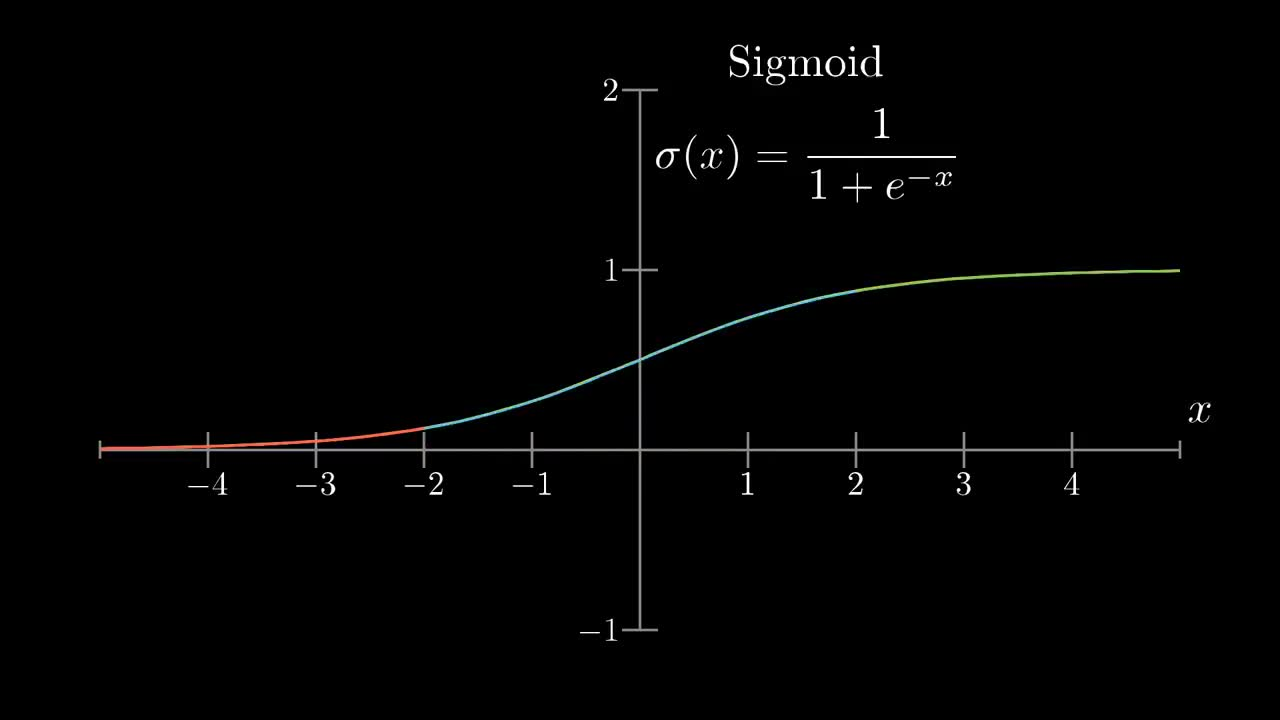 Sigmoid
2
σ(x) = 1 / (1 + e^{−x})
1
x
−4 −3 −2 −1 1 2 3 4
−1